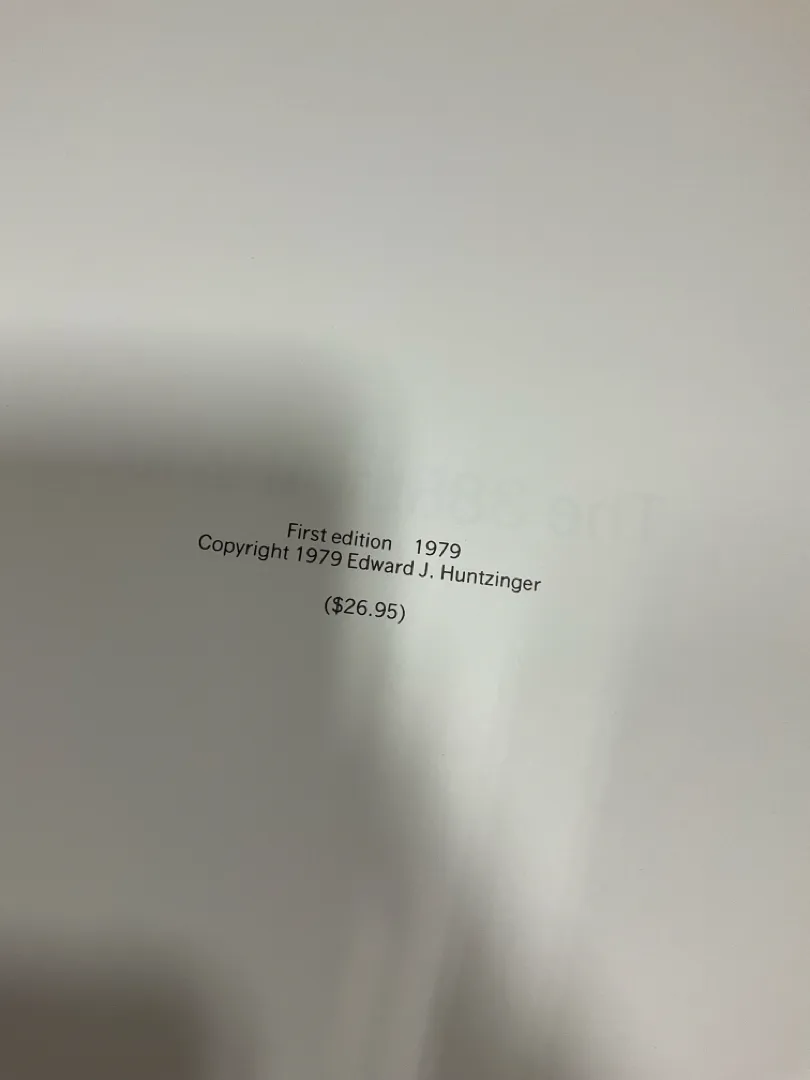 First edition 1979
Copyright 1979 Edward J. Huntzinger
($26.95)